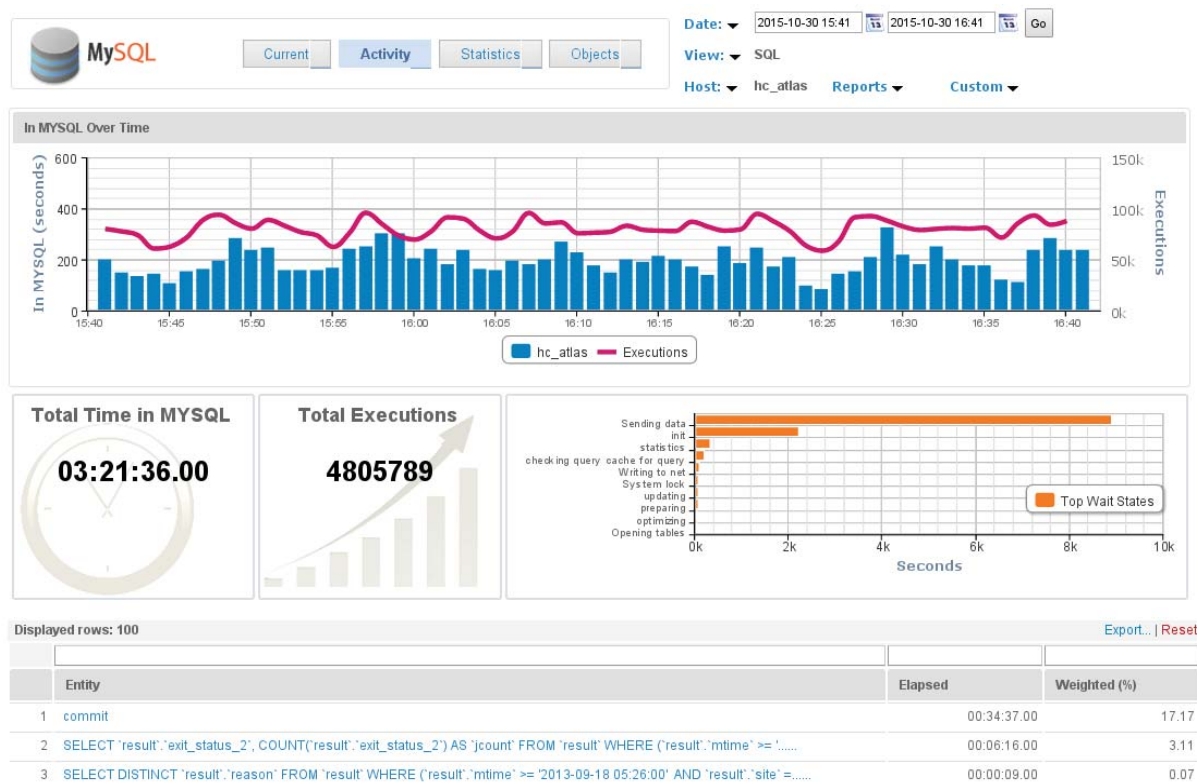 MySQL
Current Activity Statistics Objects
Date: 2015-10-30 15:41 2015-10-30 16:41 Go
View: SQL
Host: hc_atlas Reports Custom
In MYSQL Over Time
In MYSQL (seconds)
600
400
200
0
150k
100k
50k
0k
Executions
15:40 15:45 15:50 15:55 16:00 16:05 16:10 16:15 16:20 16:25 16:30 16:35 16:40
hc_atlas Executions
Total Time in MYSQL
03:21:36.00
Total Executions
4805789
Sending data
init
statistics
checking query cache for query
Writing to net
System lock
updating
preparing
optimizing
Opening tables
Top Wait States
0k 2k 4k 6k 8k 10k
Seconds
Displayed rows: 100 Export... | Reset
Entity Elapsed Weighted (%)
1 commit 00:34:37.00 17.17
2 SELECT `result`.`exit_status_2`, COUNT(`result`.`exit_status_2`) AS `jcount` FROM `result` WHERE (`result`.`mtime` >= '...... 00:06:16.00 3.11
3 SELECT DISTINCT `result`.`reason` FROM `result` WHERE (`result`.`mtime` >= '2013-09-18 05:26:00' AND `result`.`site` =...... 00:00:09.00 0.07